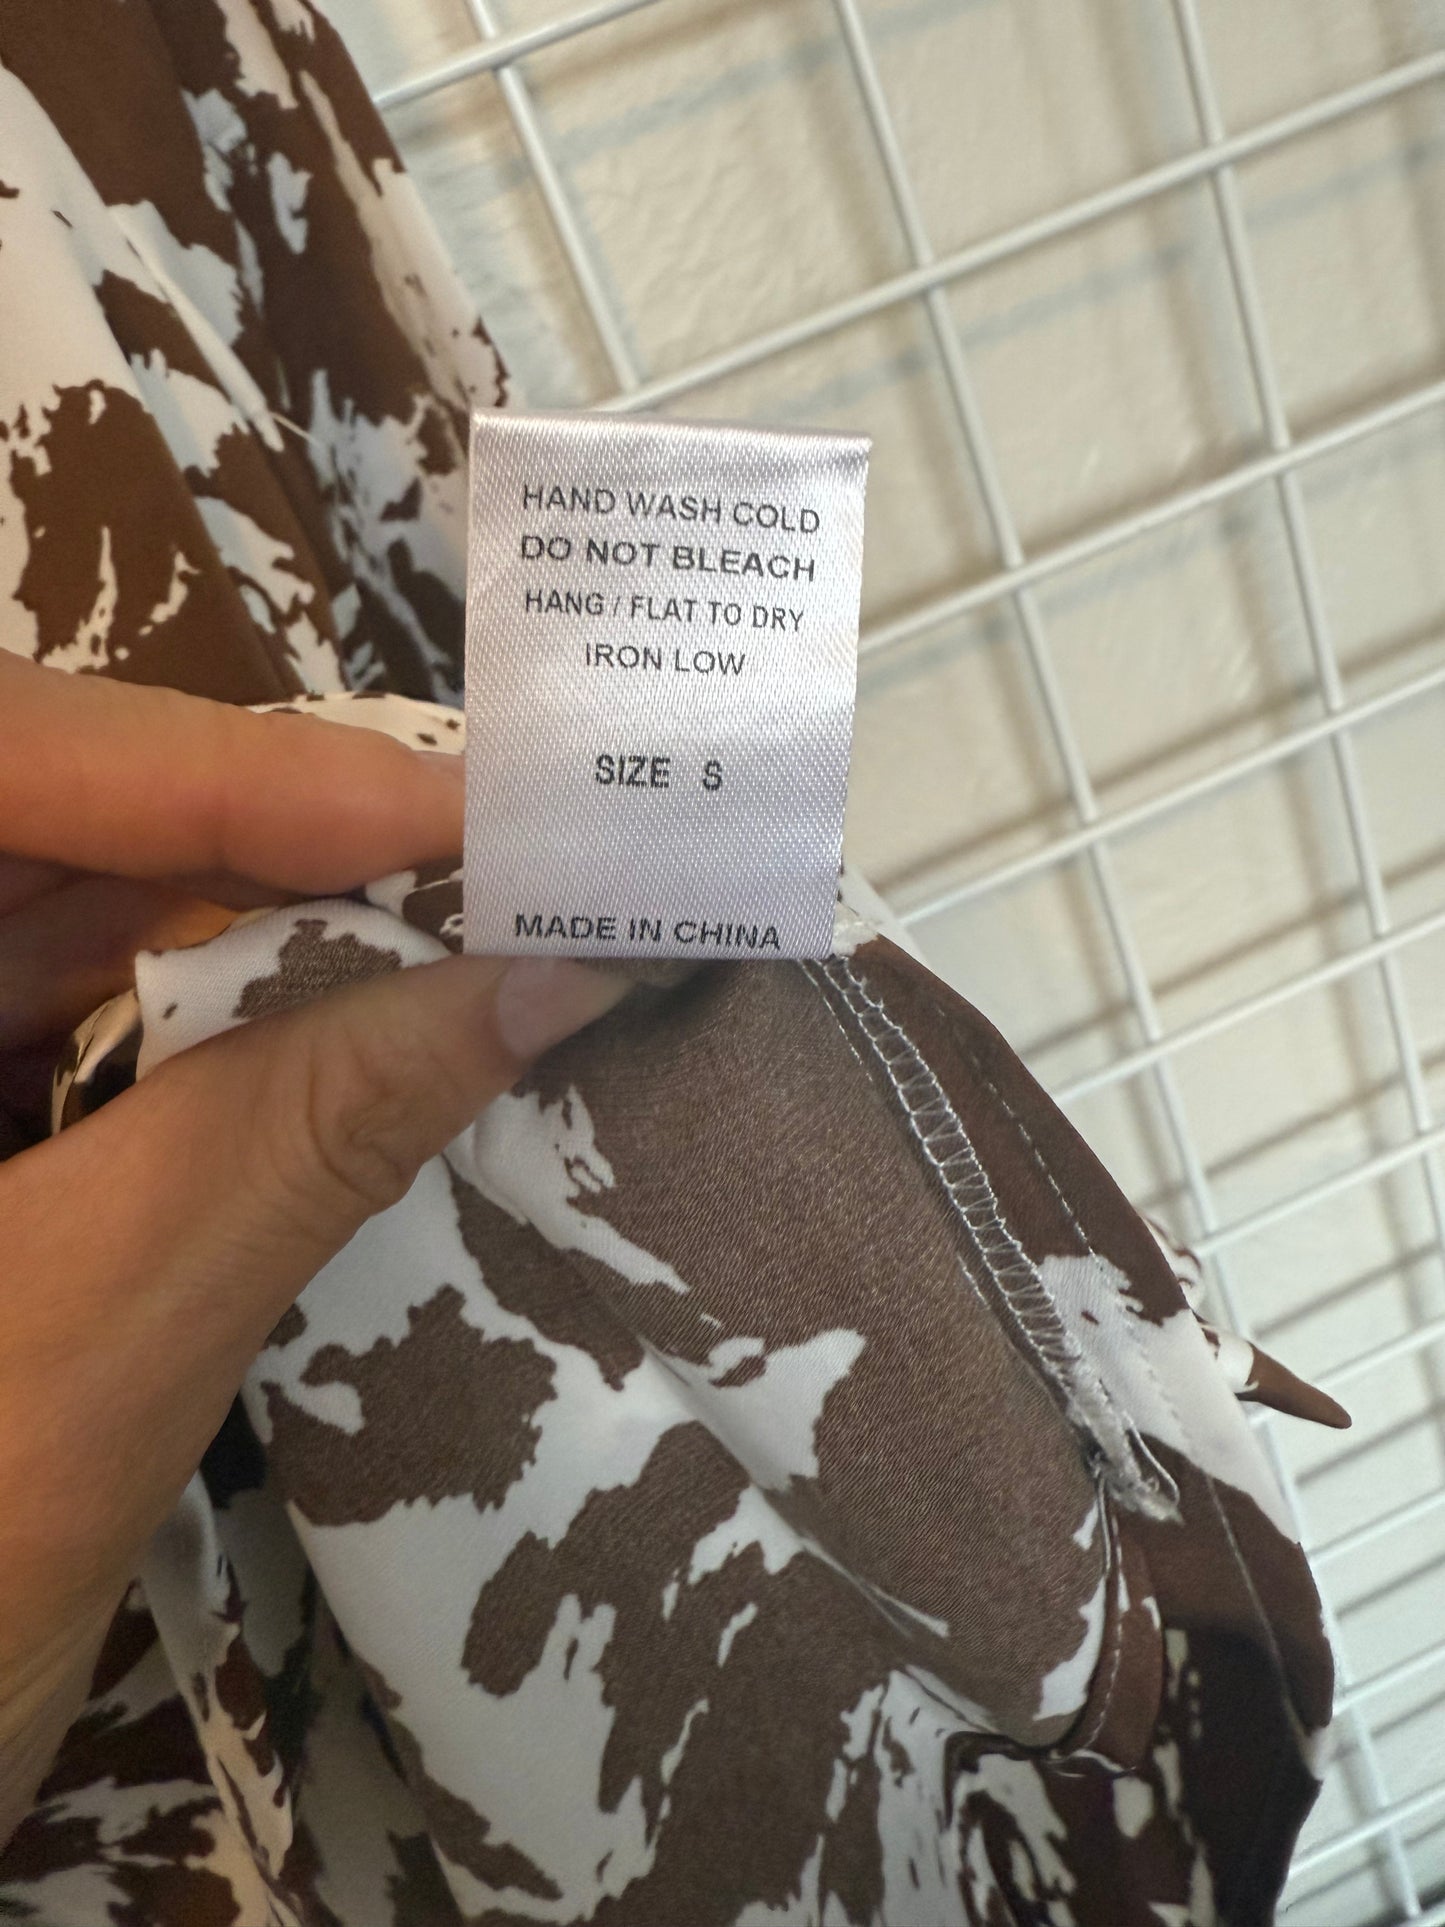 HAND WASH COLD
DO NOT BLEACH
HANG / FLAT TO DRY
IRON LOW
SIZE S
MADE IN CHINA